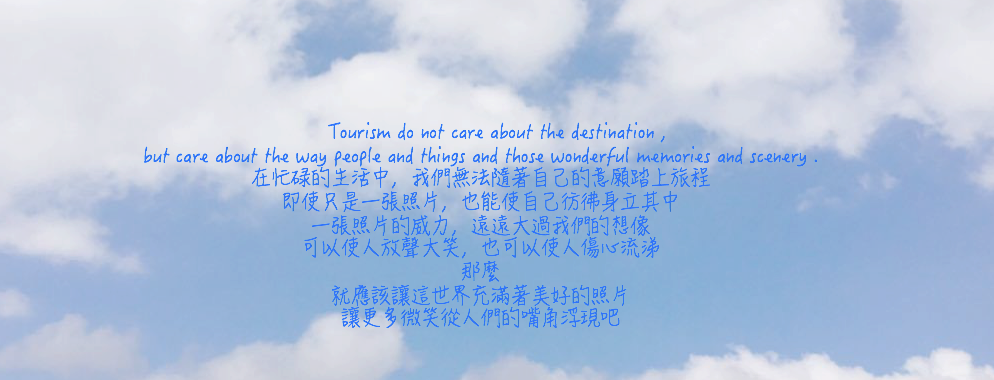 Tourism do not care about the destination ,
but care about the way people and things and those wonderful memories and scenery .
在忙碌的生活中，我們無法隨著自己的意願踏上旅程
即使只是一張照片，也能使自己彷彿身立其中
一張照片的威力，遠遠大過我們的想像
可以使人放聲大笑，也可以使人傷心流涕
那麼
就應該讓這世界充滿著美好的照片
讓更多微笑從人們的嘴角浮現吧